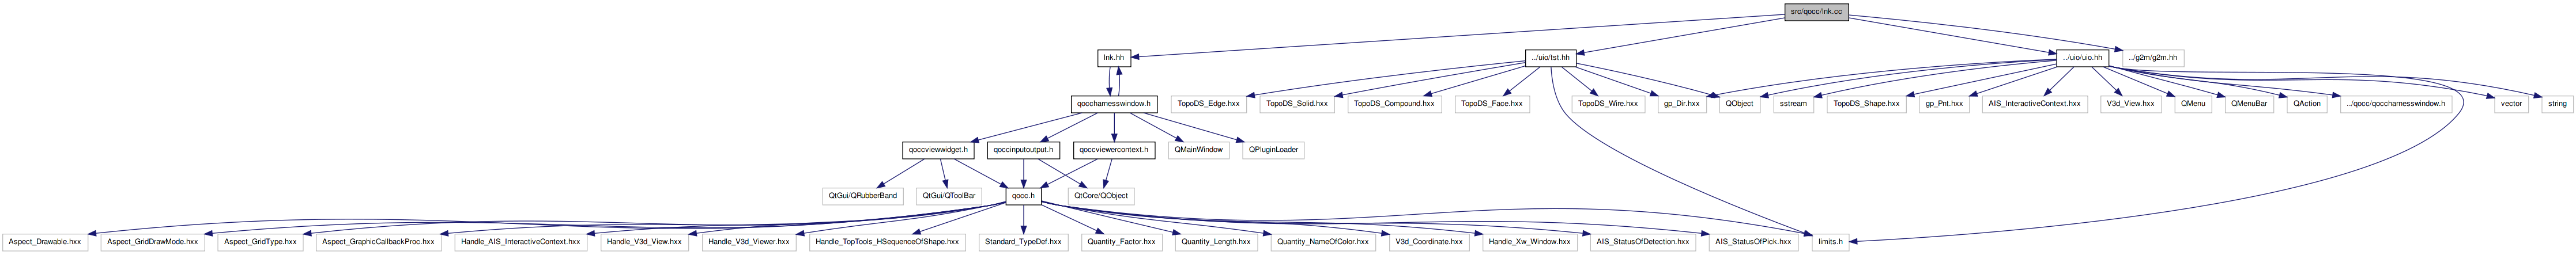 src/qocc/lnk.cc
lnk.hh
../uio/tst.hh
../uio/uio.hh
../g2m/g2m.hh
qoccharnesswindow.h
TopoDS_Edge.hxx
TopoDS_Solid.hxx
TopoDS_Compound.hxx
TopoDS_Face.hxx
TopoDS_Wire.hxx
gp_Dir.hxx
QObject
sstream
TopoDS_Shape.hxx
gp_Pnt.hxx
AIS_InteractiveContext.hxx
V3d_View.hxx
QMenu
QMenuBar
QAction
../qocc/qoccharnesswindow.h
vector
string
qoccviewwidget.h
qoccinputoutput.h
qoccviewercontext.h
QMainWindow
QPluginLoader
QtGui/QRubberBand
QtGui/QToolBar
qocc.h
QtCore/QObject
Aspect_Drawable.hxx
Aspect_GridDrawMode.hxx
Aspect_GridType.hxx
Aspect_GraphicCallbackProc.hxx
Handle_AIS_InteractiveContext.hxx
Handle_V3d_View.hxx
Handle_V3d_Viewer.hxx
Handle_TopTools_HSequenceOfShape.hxx
Standard_TypeDef.hxx
Quantity_Factor.hxx
Quantity_Length.hxx
Quantity_NameOfColor.hxx
V3d_Coordinate.hxx
Handle_Xw_Window.hxx
AIS_StatusOfDetection.hxx
AIS_StatusOfPick.hxx
limits.h